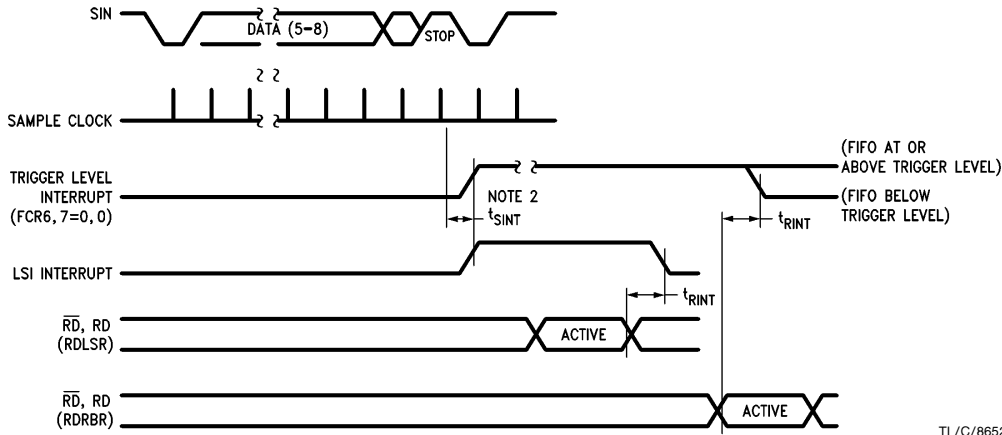 SIN
DATA (5-8)
STOP
SAMPLE CLOCK
TRIGGER LEVEL
INTERRUPT
(FCR6, 7=0, 0)
NOTE 2
tSINT
(FIFO AT OR
ABOVE TRIGGER LEVEL)
(FIFO BELOW
TRIGGER LEVEL)
tRINT
LSI INTERRUPT
tRINT
RD, RD
(RDLSR)
ACTIVE
RD, RD
(RDRBR)
ACTIVE
TL/C/8652